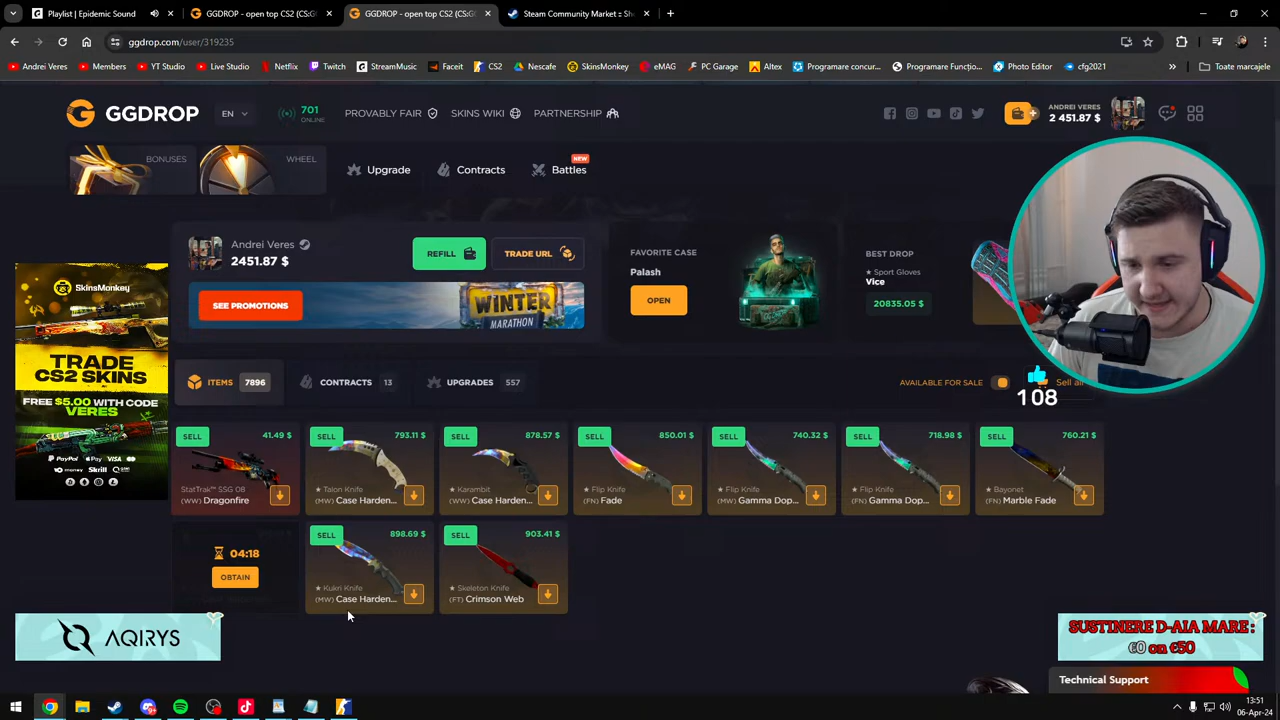 Playlist | Epidemic Sound
GGDROP - open top CS2 (CS:G
GGDROP - open top CS2 (CS:G
Steam Community Market :: Sh
ggdrop.com/user/319235
Andrei Veres
Members
YT Studio
Live Studio
Netflix
Twitch
StreamMusic
Faceit
CS2
Nescafe
SkinsMonkey
eMAG
PC Garage
Altex
Programare concur...
Programare Funcțio...
Photo Editor
cfg2021
Toate marcajele
GGDROP
EN
701
ONLINE
PROVABLY FAIR
SKINS WIKI
PARTNERSHIP
ANDREI VERES
2 451.87 $
BONUSES
WHEEL
Upgrade
Contracts
NEW
Battles
Andrei Veres
2451.87 $
REFILL
TRADE URL
SEE PROMOTIONS
WINTER
MARATHON
FAVORITE CASE
Palash
OPEN
BEST DROP
★ Sport Gloves
Vice
20835.05 $
SkinsMonkey
TRADE
CS2 SKINS
FREE $5.00 WITH CODE
VERES
PayPal
Pay
VISA
Skrill
ITEMS 7896
CONTRACTS 13
UPGRADES 557
AVAILABLE FOR SALE
Sell all
108
SELL 41.49 $
StatTrak™ SSG 08
(WW) Dragonfire
SELL 793.11 $
★ Talon Knife
(MW) Case Harden...
SELL 878.57 $
★ Karambit
(WW) Case Harden...
SELL 850.01 $
★ Flip Knife
(FN) Fade
SELL 740.32 $
★ Flip Knife
(MW) Gamma Dop...
SELL 718.98 $
★ Flip Knife
(FN) Gamma Dop...
SELL 760.21 $
★ Bayonet
(FN) Marble Fade
04:18
OBTAIN
SELL 898.69 $
★ Kukri Knife
(MW) Case Harden...
SELL 903.41 $
★ Skeleton Knife
(FT) Crimson Web
AQIRYS
SUSTINERE D-AIA MARE :
€0 on €50
Technical Support
13:51
06-Apr-24